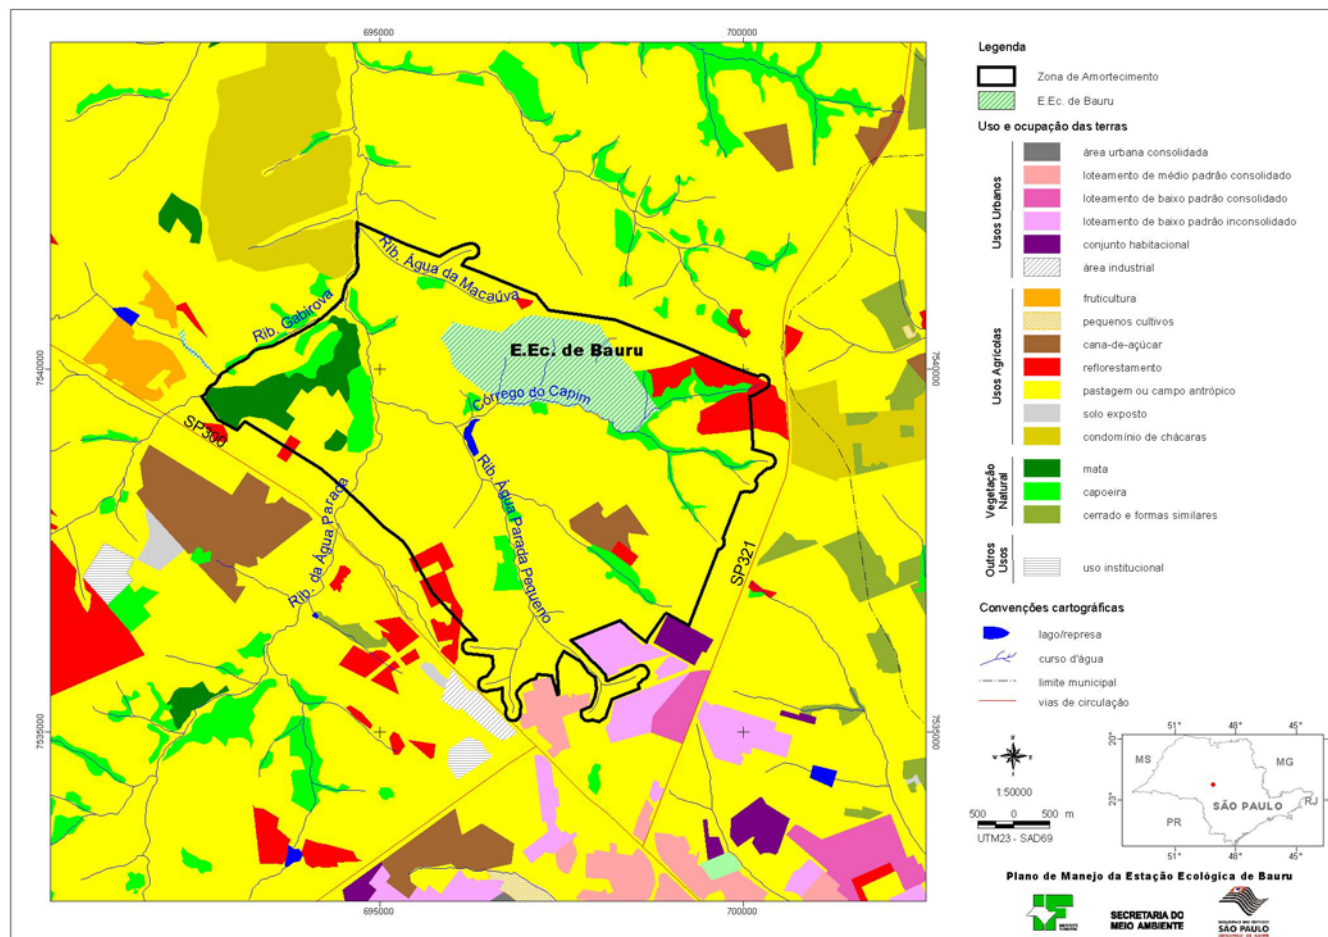 695000
700000
7540000
7535000
7540000
7535000
695000
700000
Rib. Água da Macaúva
Rib. Gabirova
E.Ec. de Bauru
Córrego do Capim
SP300
Rib. da Água Parada
Rib. Água Parada Pequeno
SP321
Legenda
Zona de Amortecimento
E.Ec. de Bauru
Uso e ocupação das terras
Usos Urbanos
área urbana consolidada
loteamento de médio padrão consolidado
loteamento de baixo padrão consolidado
loteamento de baixo padrão inconsolidado
conjunto habitacional
área industrial
Usos Agrícolas
fruticultura
pequenos cultivos
cana-de-açúcar
reflorestamento
pastagem ou campo antrópico
solo exposto
condomínio de chácaras
Vegetação
Natural
mata
capoeira
cerrado e formas similares
Outros
Usos
uso institucional
Convenções cartográficas
lago/represa
curso d'água
limite municipal
vias de circulação
1:50000
500 0 500 m
UTM23 - SAD69
51° 48° 45°
20°
23°
MS
MG
SÃO PAULO
RJ
PR
51° 48° 45°
Plano de Manejo da Estação Ecológica de Bauru
SECRETARIA DO
MEIO AMBIENTE
SÃO PAULO